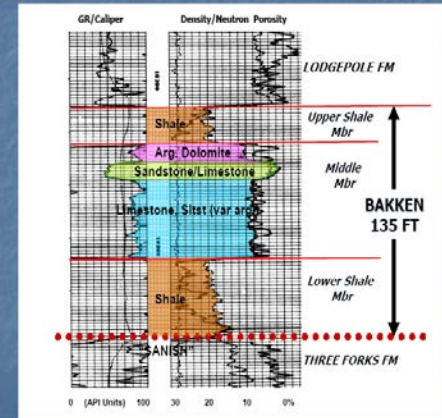 GR/Caliper Density/Neutron Porosity
LODGEPOLE FM
Shale
Upper Shale
Mbr
Arg. Dolomite
Sandstone/Limestone
Middle
Mbr
BAKKEN
135 FT
Limestone, Sitst (var arg)
Lower Shale
Mbr
Shale
"SANISH"
THREE FORKS FM
0 (API Units) 100 30 20 10 0%